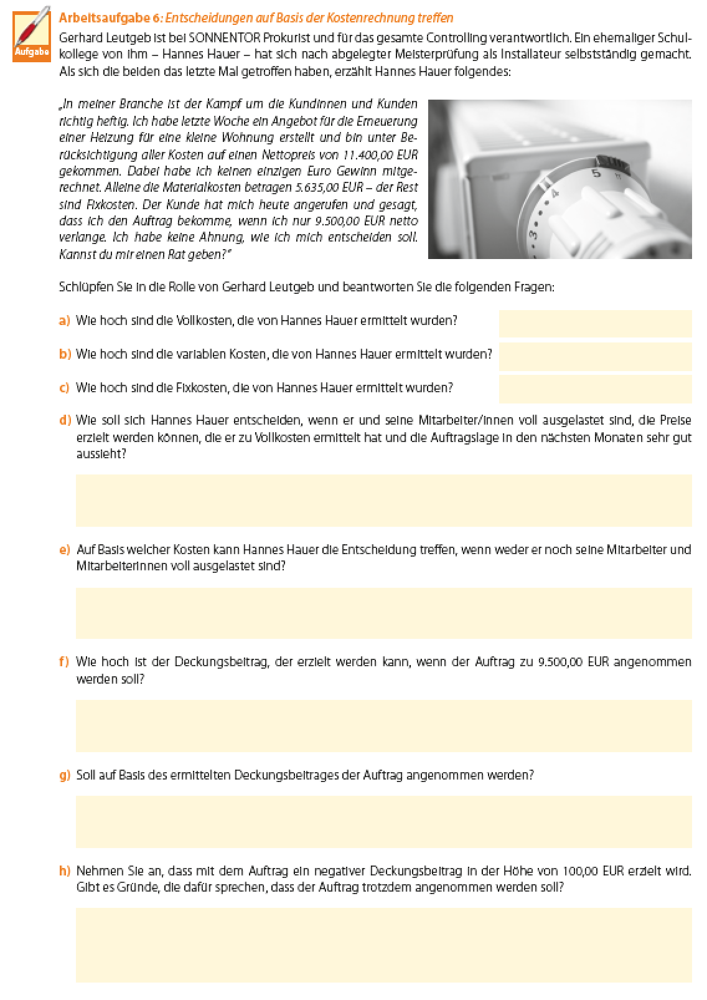 Aufgabe
Arbeitsaufgabe 6: Entscheidungen auf Basis der Kostenrechnung treffen
Gerhard Leutgeb ist bei SONNENTOR Prokurist und für das gesamte Controlling verantwortlich. Ein ehemaliger Schul-
kollege von ihm – Hannes Hauer – hat sich nach abgelegter Meisterprüfung als Installateur selbstständig gemacht.
Als sich die beiden das letzte Mal getroffen haben, erzählt Hannes Hauer folgendes:
„In meiner Branche ist der Kampf um die Kundinnen und Kunden
richtig heftig. Ich habe letzte Woche ein Angebot für die Erneuerung
einer Heizung für eine kleine Wohnung erstellt und bin unter Be-
rücksichtigung aller Kosten auf einen Nettopreis von 11.400,00 EUR
gekommen. Dabei habe ich keinen einzigen Euro Gewinn mitge-
rechnet. Alleine die Materialkosten betragen 5.635,00 EUR – der Rest
sind Fixkosten. Der Kunde hat mich heute angerufen und gesagt,
dass ich den Auftrag bekomme, wenn ich nur 9.500,00 EUR netto
verlange. Ich habe keine Ahnung, wie ich mich entscheiden soll.
Kannst du mir einen Rat geben?“
5
4
3
Schlüpfen Sie in die Rolle von Gerhard Leutgeb und beantworten Sie die folgenden Fragen:
a) Wie hoch sind die Vollkosten, die von Hannes Hauer ermittelt wurden?
b) Wie hoch sind die variablen Kosten, die von Hannes Hauer ermittelt wurden?
c) Wie hoch sind die Fixkosten, die von Hannes Hauer ermittelt wurden?
d) Wie soll sich Hannes Hauer entscheiden, wenn er und seine Mitarbeiter/innen voll ausgelastet sind, die Preise
erzielt werden können, die er zu Vollkosten ermittelt hat und die Auftragslage in den nächsten Monaten sehr gut
aussieht?
e) Auf Basis welcher Kosten kann Hannes Hauer die Entscheidung treffen, wenn weder er noch seine Mitarbeiter und
Mitarbeiterinnen voll ausgelastet sind?
f) Wie hoch ist der Deckungsbeitrag, der erzielt werden kann, wenn der Auftrag zu 9.500,00 EUR angenommen
werden soll?
g) Soll auf Basis des ermittelten Deckungsbeitrages der Auftrag angenommen werden?
h) Nehmen Sie an, dass mit dem Auftrag ein negativer Deckungsbeitrag in der Höhe von 100,00 EUR erzielt wird.
Gibt es Gründe, die dafür sprechen, dass der Auftrag trotzdem angenommen werden soll?